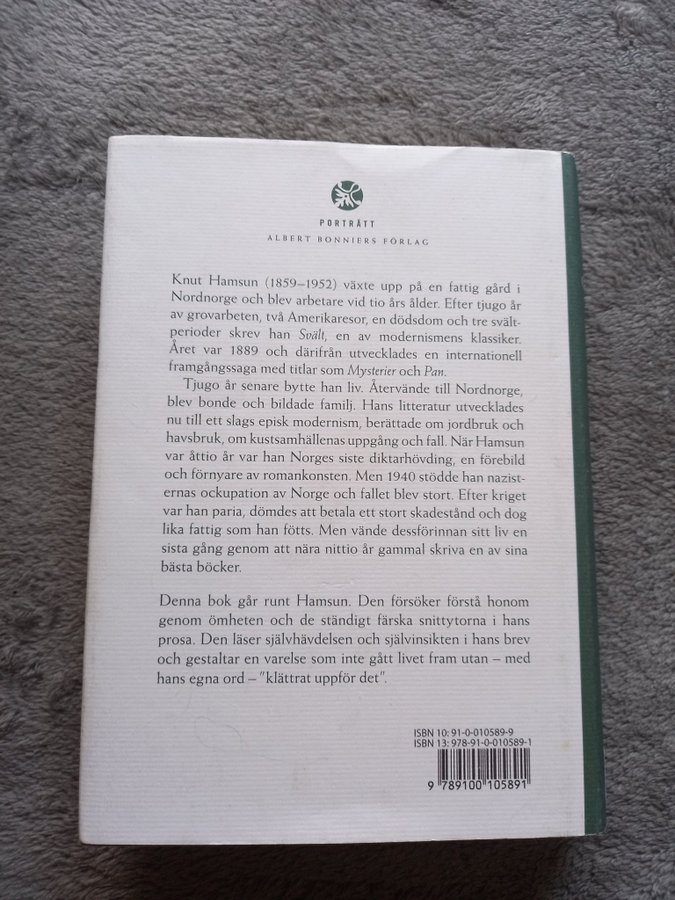 PORTRÄTT
ALBERT BONNIERS FÖRLAG
Knut Hamsun (1859–1952) växte upp på en fattig gård i
Nordnorge och blev arbetare vid tio års ålder. Efter tjugo år
av grovarbeten, två Amerikaresor, en dödsdom och tre svält-
perioder skrev han Svält, en av modernismens klassiker.
Året var 1889 och därifrån utvecklades en internationell
framgångssaga med titlar som Mysterier och Pan.
Tjugo år senare bytte han liv. Återvände till Nordnorge,
blev bonde och bildade familj. Hans litteratur utvecklades
nu till ett slags episk modernism, berättade om jordbruk och
havsbruk, om kustsamhällenas uppgång och fall. När Hamsun
var åttio år var han Norges siste diktarhövding, en förebild
och förnyare av romankonsten. Men 1940 stödde han nazist-
ernas ockupation av Norge och fallet blev stort. Efter kriget
var han paria, dömdes att betala ett stort skadestånd och dog
lika fattig som han fötts. Men vände dessförinnan sitt liv en
sista gång genom att nära nittio år gammal skriva en av sina
bästa böcker.
Denna bok går runt Hamsun. Den försöker förstå honom
genom ömheten och de ständigt färska snittytorna i hans
prosa. Den läser självhävdelsen och självinsikten i hans brev
och gestaltar en varelse som inte gått livet fram utan – med
hans egna ord – ”klättrat uppför det”.
ISBN 10: 91-0-010589-9
ISBN 13: 978-91-0-010589-1
9 789100 105891